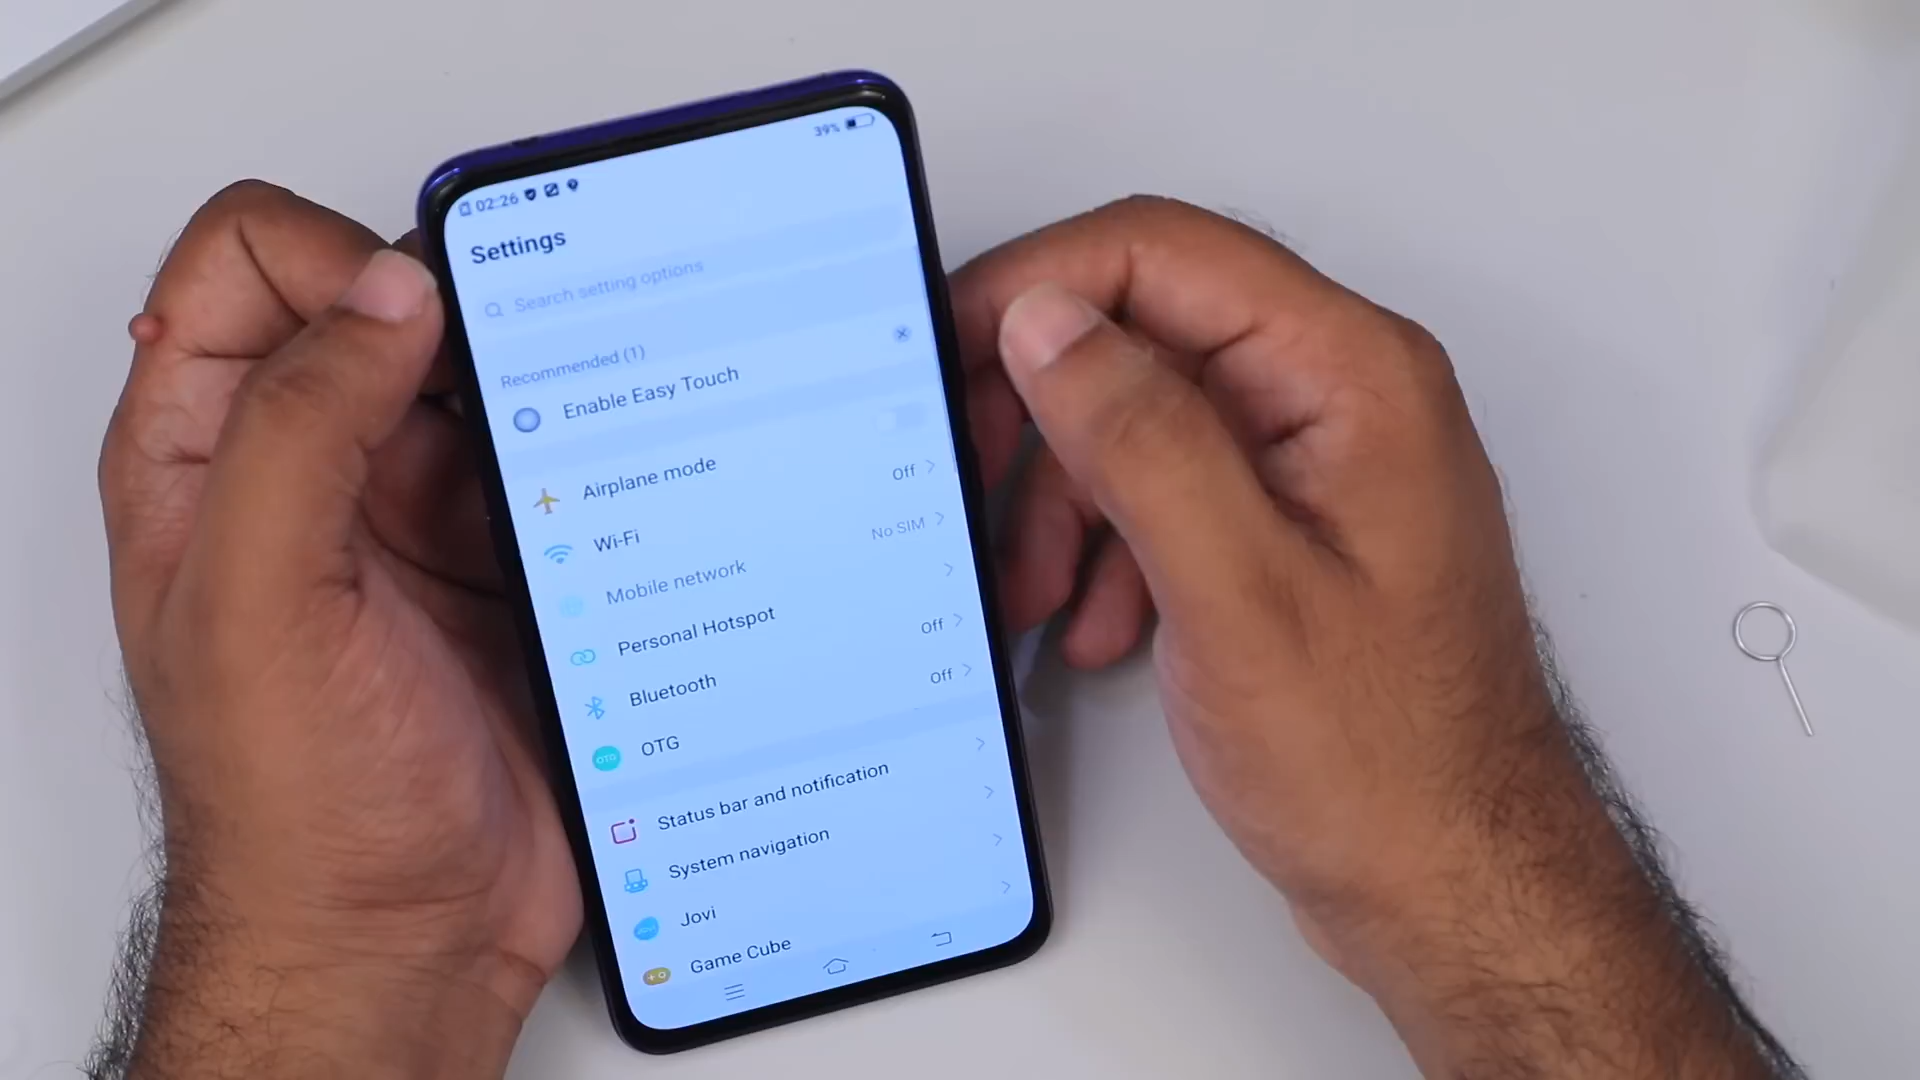 02:26
39%
Settings
Search setting options
Recommended (1)
Enable Easy Touch
Airplane mode
Wi-Fi Off
Mobile network No SIM
Personal Hotspot
Bluetooth Off
OTG OTG Off
Status bar and notification
System navigation
Jovi Jovi
Game Cube